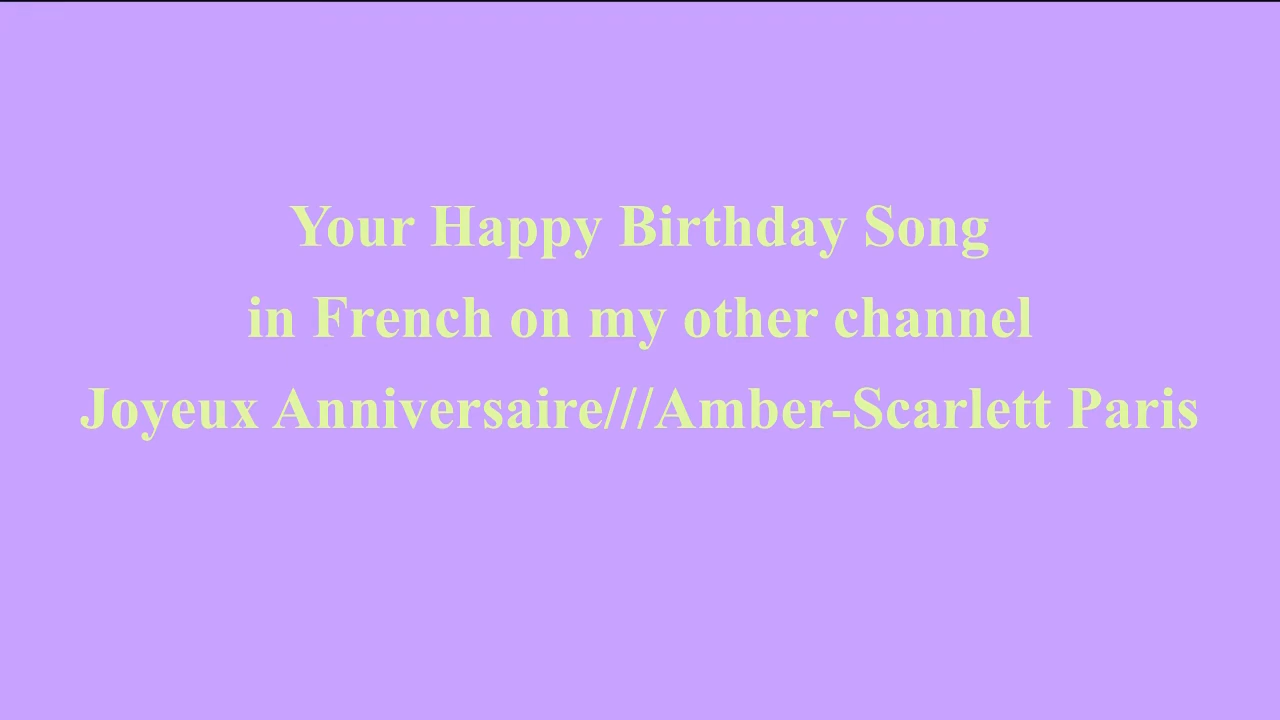 Your Happy Birthday Song
in French on my other channel
Joyeux Anniversaire///Amber-Scarlett Paris